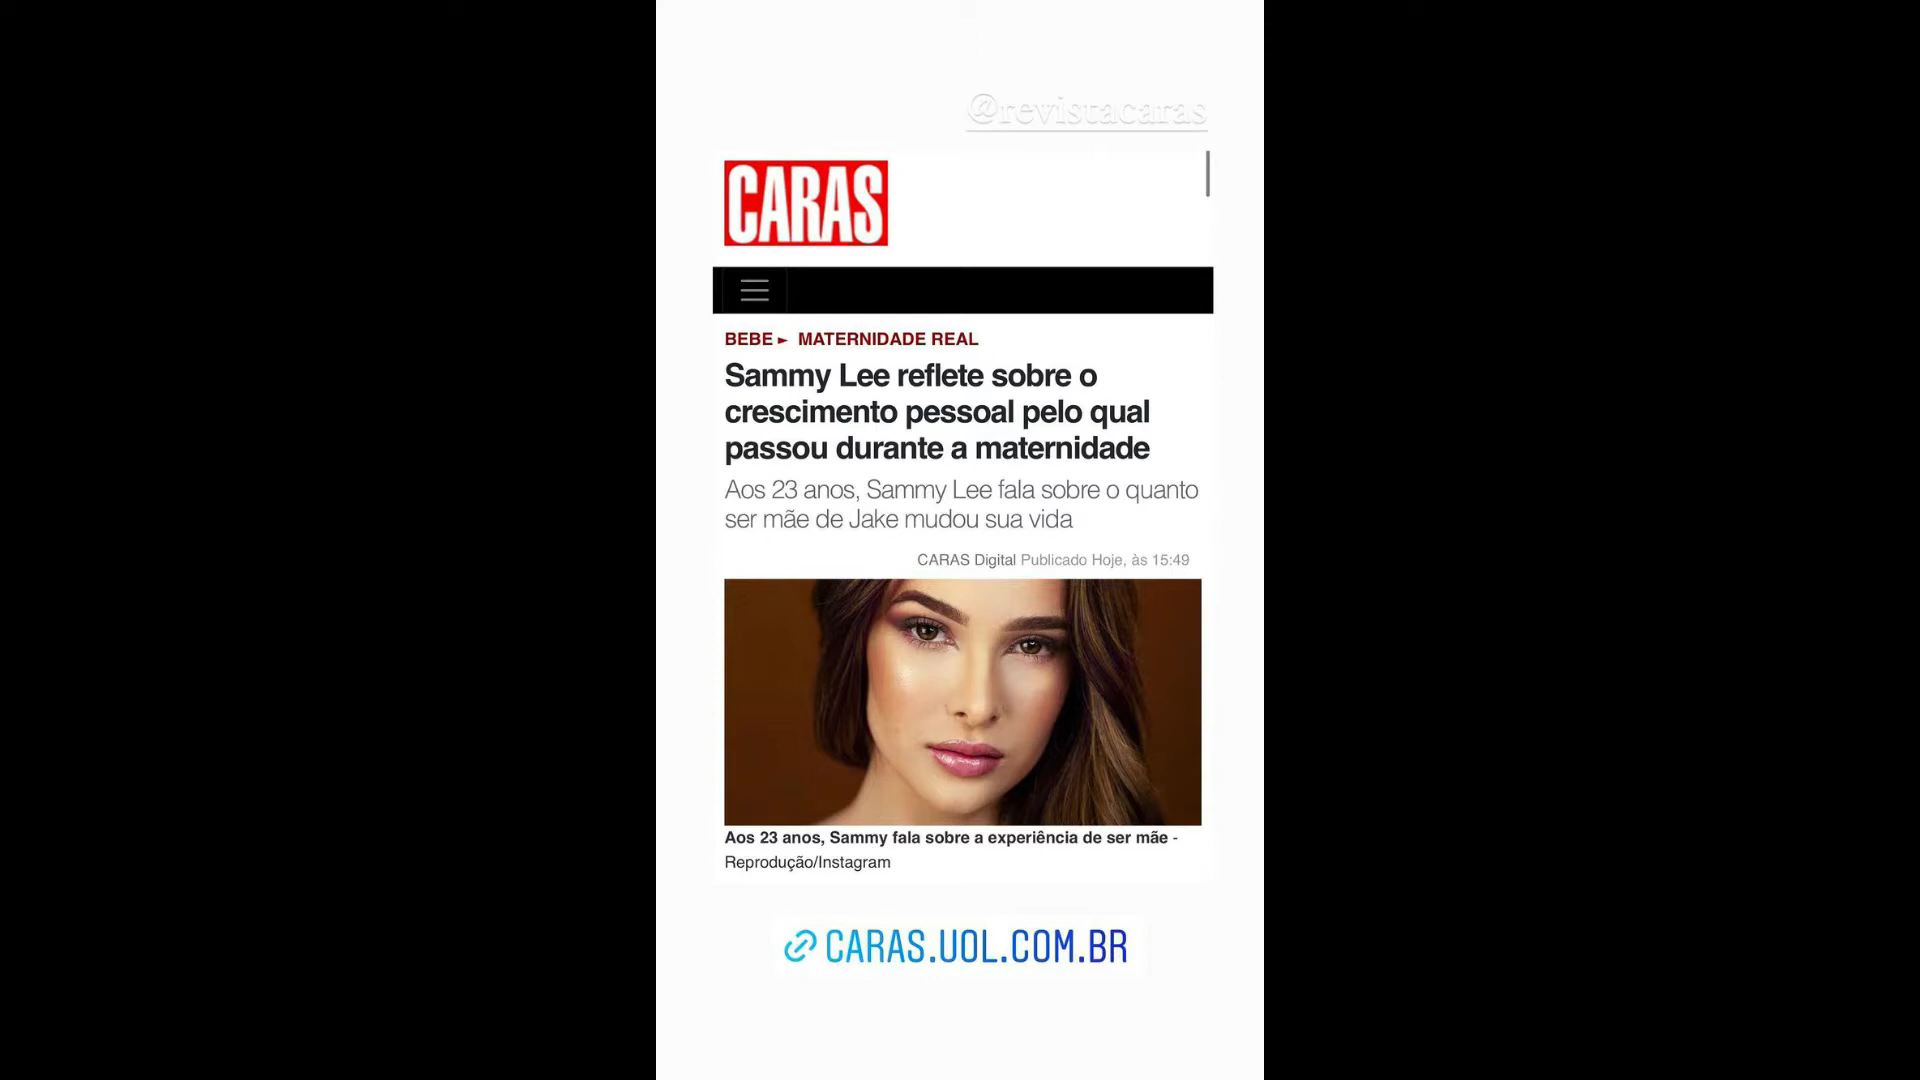 @revistacaras
CARAS
BEBE ► MATERNIDADE REAL
Sammy Lee reflete sobre o
crescimento pessoal pelo qual
passou durante a maternidade
Aos 23 anos, Sammy Lee fala sobre o quanto
ser mãe de Jake mudou sua vida
CARAS Digital Publicado Hoje, às 15:49
Aos 23 anos, Sammy fala sobre a experiência de ser mãe -
Reprodução/Instagram
CARAS.UOL.COM.BR